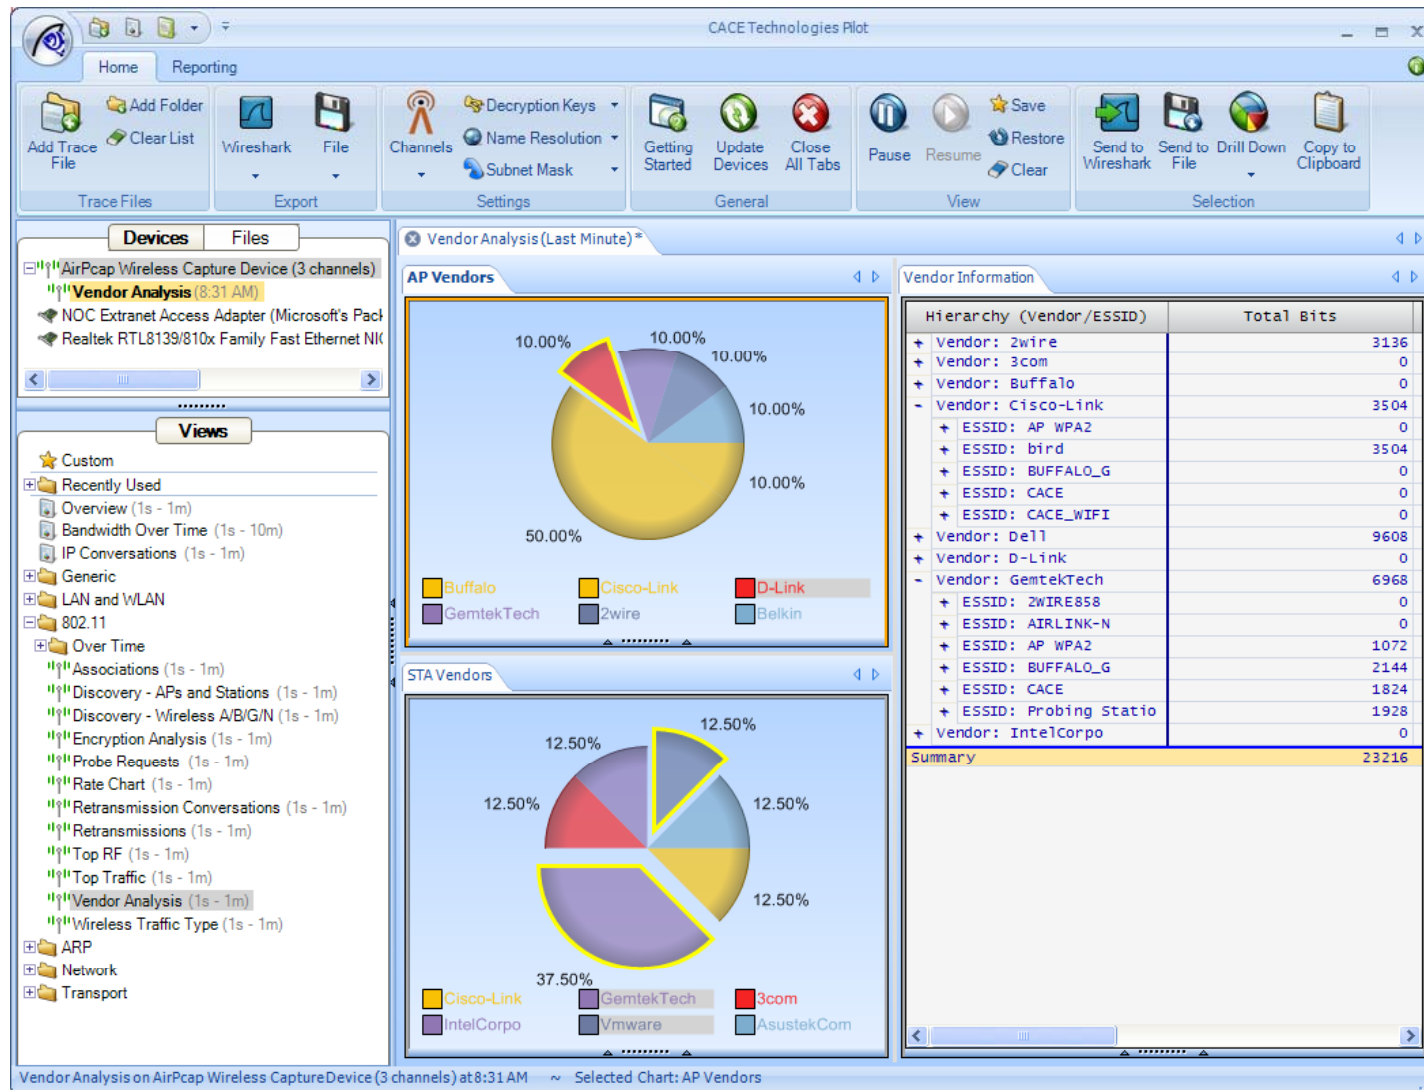 CACE Technologies Pilot
Home Reporting
Add Trace File
Add Folder
Clear List
Trace Files
Wireshark
File
Export
Channels
Decryption Keys
Name Resolution
Subnet Mask
Settings
Getting Started
Update Devices
Close All Tabs
General
Pause
Resume
Save
Restore
Clear
View
Send to Wireshark
Send to File
Drill Down
Copy to Clipboard
Selection
Devices Files
AirPcap Wireless Capture Device (3 channels)
Vendor Analysis (8:31 AM)
NOC Extranet Access Adapter (Microsoft's Pack
Realtek RTL8139/810x Family Fast Ethernet NIC
Views
Custom
Recently Used
Overview (1s - 1m)
Bandwidth Over Time (1s - 10m)
IP Conversations (1s - 1m)
Generic
LAN and WLAN
802.11
Over Time
Associations (1s - 1m)
Discovery - APs and Stations (1s - 1m)
Discovery - Wireless A/B/G/N (1s - 1m)
Encryption Analysis (1s - 1m)
Probe Requests (1s - 1m)
Rate Chart (1s - 1m)
Retransmission Conversations (1s - 1m)
Retransmissions (1s - 1m)
Top RF (1s - 1m)
Top Traffic (1s - 1m)
Vendor Analysis (1s - 1m)
Wireless Traffic Type (1s - 1m)
ARP
Network
Transport
Vendor Analysis (Last Minute) *
AP Vendors
10.00% 10.00%
10.00%
10.00%
10.00%
50.00%
Buffalo Cisco-Link D-Link
GemtekTech 2wire Belkin
STA Vendors
12.50%
12.50%
12.50% 12.50%
12.50%
37.50%
Cisco-Link GemtekTech 3com
IntelCorpo Vmware AsustekCom
Vendor Information
Hierarchy (Vendor/ESSID) Total Bits
+ Vendor: 2wire 3136
+ Vendor: 3com 0
+ Vendor: Buffalo 0
- Vendor: Cisco-Link 3504
+ ESSID: AP WPA2 0
+ ESSID: bird 3504
+ ESSID: BUFFALO_G 0
+ ESSID: CACE 0
+ ESSID: CACE_WIFI 0
+ Vendor: Dell 9608
+ Vendor: D-Link 0
- Vendor: GemtekTech 6968
+ ESSID: 2WIRE858 0
+ ESSID: AIRLINK-N 0
+ ESSID: AP WPA2 1072
+ ESSID: BUFFALO_G 2144
+ ESSID: CACE 1824
+ ESSID: Probing Statio 1928
+ Vendor: IntelCorpo 0
Summary 23216
Vendor Analysis on AirPcap Wireless Capture Device (3 channels) at 8:31 AM ~ Selected Chart: AP Vendors